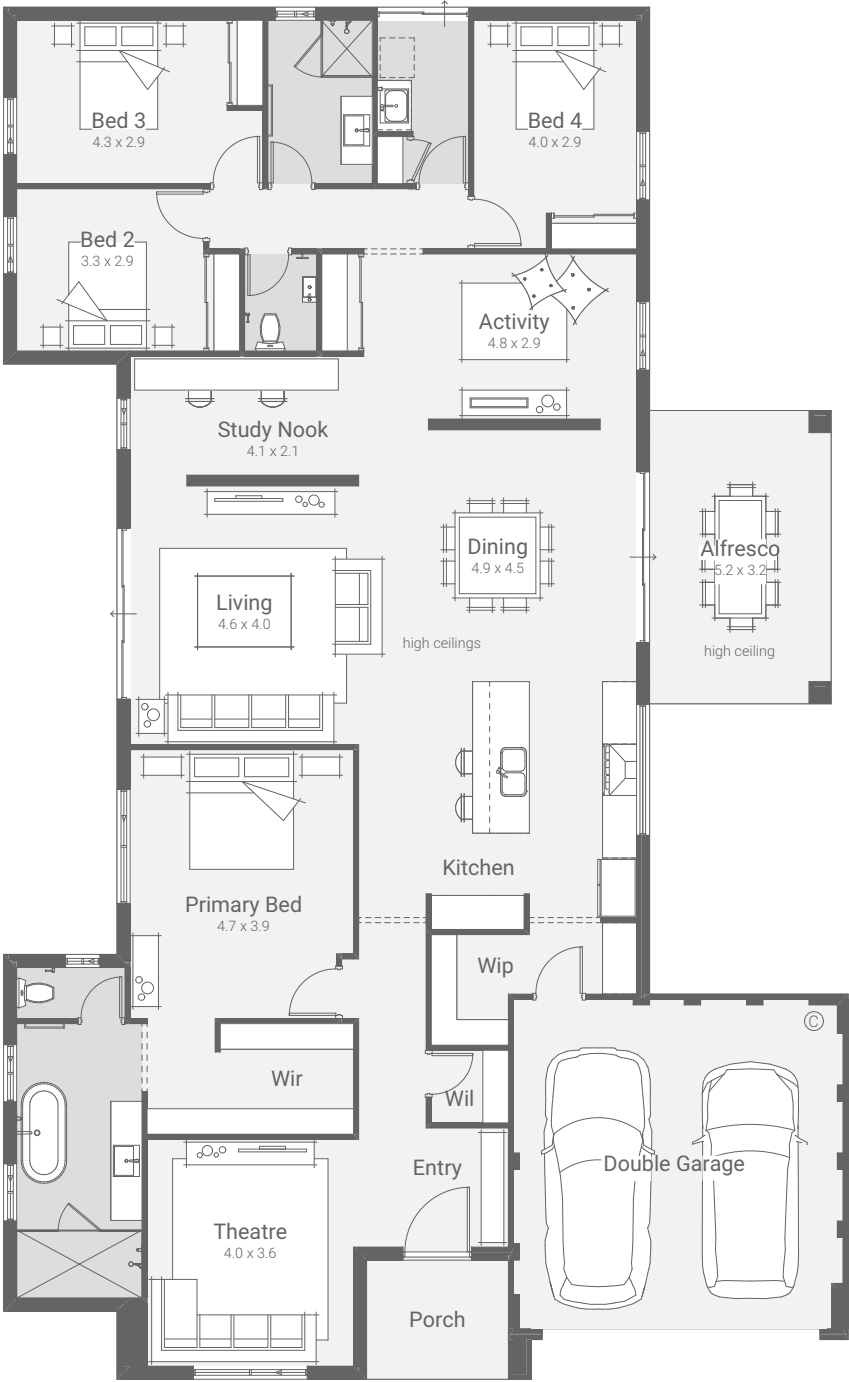 Bed 3
4.3 x 2.9
Bed 4
4.0 x 2.9
Bed 2
3.3 x 2.9
Activity
4.8 x 2.9
Study Nook
4.1 x 2.1
Dining
4.9 x 4.5
Alfresco
5.2 x 3.2
high ceiling
Living
4.6 x 4.0
high ceilings
Kitchen
Primary Bed
4.7 x 3.9
Wip
C
Wir
Wil
Entry
Double Garage
Theatre
4.0 x 3.6
Porch